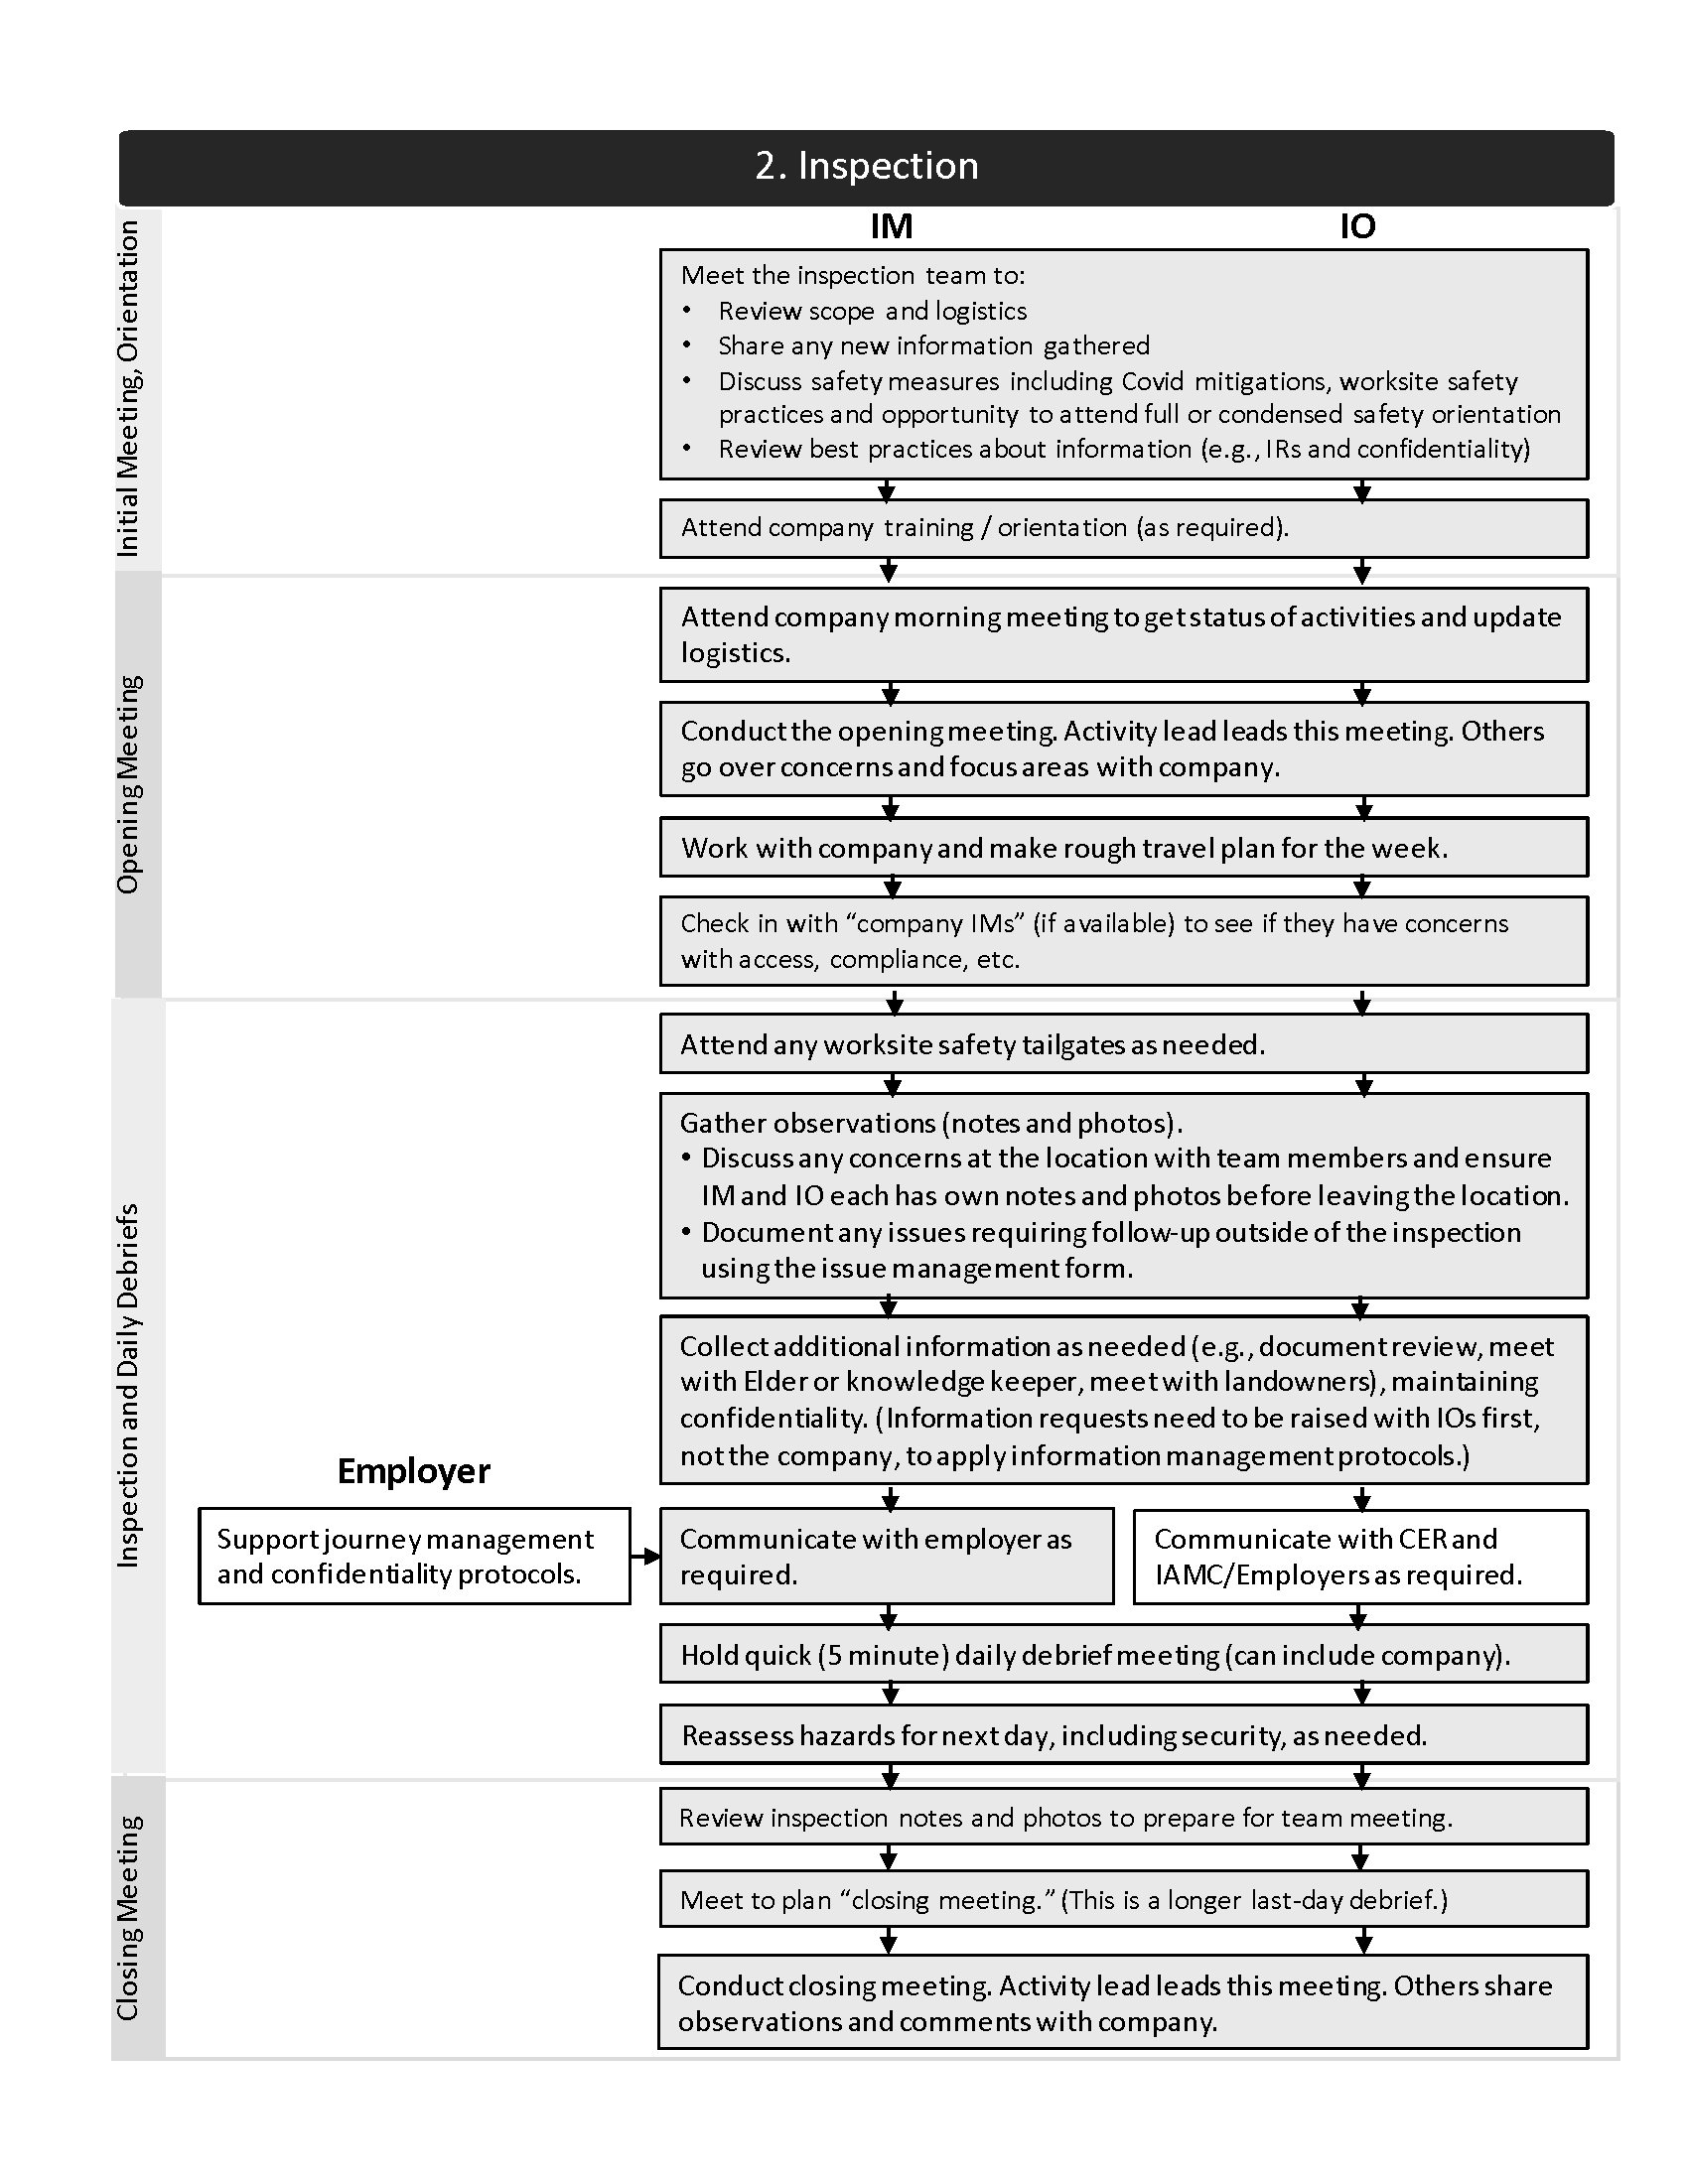 2. Inspection
IM
IO
Initial Meeting, Orientation
Meet the inspection team to:
• Review scope and logistics
• Share any new information gathered
• Discuss safety measures including Covid mitigations, worksite safety
practices and opportunity to attend full or condensed safety orientation
• Review best practices about information (e.g., IRs and confidentiality)
Attend company training / orientation (as required).
Opening Meeting
Attend company morning meeting to get status of activities and update
logistics.
Conduct the opening meeting. Activity lead leads this meeting. Others
go over concerns and focus areas with company.
Work with company and make rough travel plan for the week.
Check in with “company IMs” (if available) to see if they have concerns
with access, compliance, etc.
Inspection and Daily Debriefs
Attend any worksite safety tailgates as needed.
Gather observations (notes and photos).
• Discuss any concerns at the location with team members and ensure
IM and IO each has own notes and photos before leaving the location.
• Document any issues requiring follow-up outside of the inspection
using the issue management form.
Collect additional information as needed (e.g., document review, meet
with Elder or knowledge keeper, meet with landowners), maintaining
confidentiality. (Information requests need to be raised with IOs first,
not the company, to apply information management protocols.)
Employer
Support journey management
and confidentiality protocols.
Communicate with employer as
required.
Communicate with CER and
IAMC/Employers as required.
Hold quick (5 minute) daily debrief meeting (can include company).
Reassess hazards for next day, including security, as needed.
Closing Meeting
Review inspection notes and photos to prepare for team meeting.
Meet to plan “closing meeting.” (This is a longer last-day debrief.)
Conduct closing meeting. Activity lead leads this meeting. Others share
observations and comments with company.